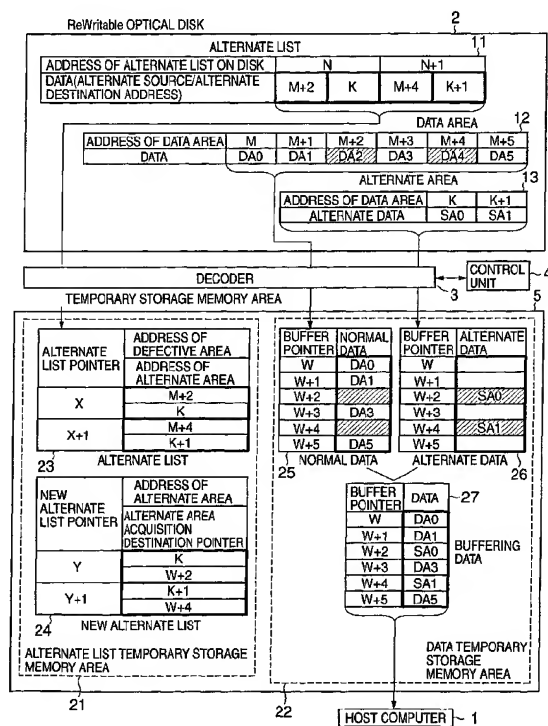 ReWritable OPTICAL DISK
2
ALTERNATE LIST
11
ADDRESS OF ALTERNATE LIST ON DISK N N+1
DATA(ALTERNATE SOURCE/ALTERNATE DESTINATION ADDRESS) M+2 K M+4 K+1
DATA AREA
12
ADDRESS OF DATA AREA M M+1 M+2 M+3 M+4 M+5
DATA DA0 DA1 DA2 DA3 DA4 DA5
ALTERNATE AREA
13
ADDRESS OF DATA AREA K K+1
ALTERNATE DATA SA0 SA1
DECODER
3
CONTROL UNIT
4
TEMPORARY STORAGE MEMORY AREA
5
ALTERNATE LIST POINTER
ADDRESS OF DEFECTIVE AREA
ADDRESS OF ALTERNATE AREA
X M+2
K
X+1 M+4
K+1
23
ALTERNATE LIST
NEW ALTERNATE LIST POINTER
ADDRESS OF ALTERNATE AREA
ALTERNATE AREA ACQUISITION DESTINATION POINTER
Y K
W+2
Y+1 K+1
W+4
24
NEW ALTERNATE LIST
ALTERNATE LIST TEMPORARY STORAGE MEMORY AREA
21
BUFFER POINTER NORMAL DATA
W DA0
W+1 DA1
W+2
W+3 DA3
W+4
W+5 DA5
25
NORMAL DATA
BUFFER POINTER ALTERNATE DATA
W
W+1
W+2 SA0
W+3
W+4 SA1
W+5
26
ALTERNATE DATA
BUFFER POINTER DATA
27
W DA0
W+1 DA1
W+2 SA0
W+3 DA3
W+4 SA1
W+5 DA5
BUFFERING DATA
DATA TEMPORARY STORAGE MEMORY AREA
22
HOST COMPUTER
1